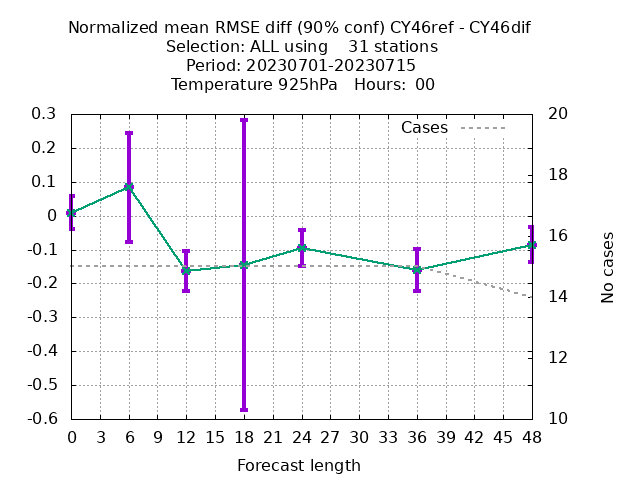 Normalized mean RMSE diff (90% conf) CY46ref - CY46dif
Selection: ALL using    31 stations
Period: 20230701-20230715
Temperature 925hPa   Hours:  00
0.3
0.2
0.1
0
-0.1
-0.2
-0.3
-0.4
-0.5
-0.6
Cases
20
18
16
14
12
10
No cases
0 3 6 9 12 15 18 21 24 27 30 33 36 39 42 45 48
Forecast length